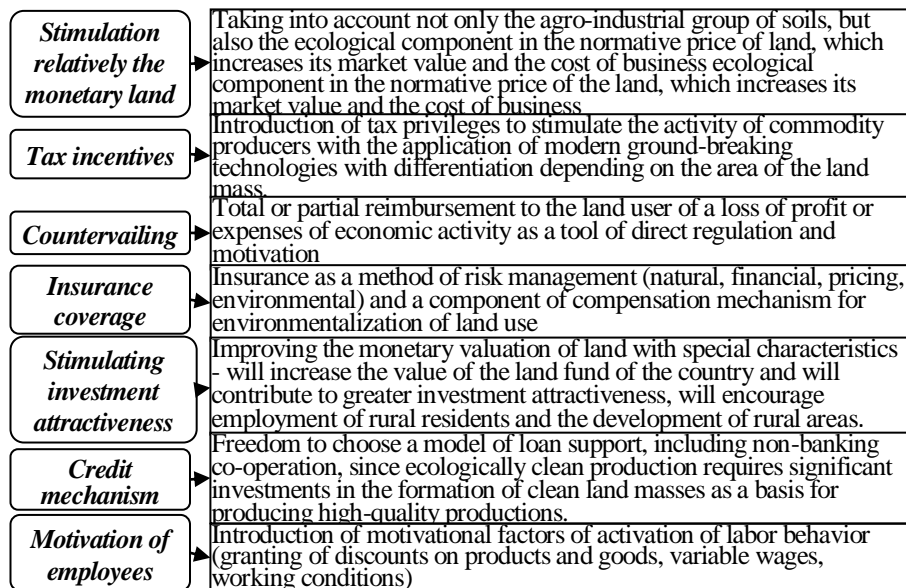 Stimulation
relatively the
monetary land
Taking into account not only the agro-industrial group of soils, but
also the ecological component in the normative price of land, which
increases its market value and the cost of business ecological
component in the normative price of the land, which increases its
market value and the cost of business
Tax incentives
Introduction of tax privileges to stimulate the activity of commodity
producers with the application of modern ground-breaking
technologies with differentiation depending on the area of the land
mass.
Countervailing
Total or partial reimbursement to the land user of a loss of profit or
expenses of economic activity as a tool of direct regulation and
motivation
Insurance
coverage
Insurance as a method of risk management (natural, financial, pricing,
environmental) and a component of compensation mechanism for
environmentalization of land use
Stimulating
investment
attractiveness
Improving the monetary valuation of land with special characteristics
- will increase the value of the land fund of the country and will
contribute to greater investment attractiveness, will encourage
employment of rural residents and the development of rural areas.
Credit
mechanism
Freedom to choose a model of loan support, including non-banking
co-operation, since ecologically clean production requires significant
investments in the formation of clean land masses as a basis for
producing high-quality productions.
Motivation of
employees
Introduction of motivational factors of activation of labor behavior
(granting of discounts on products and goods, variable wages,
working conditions)